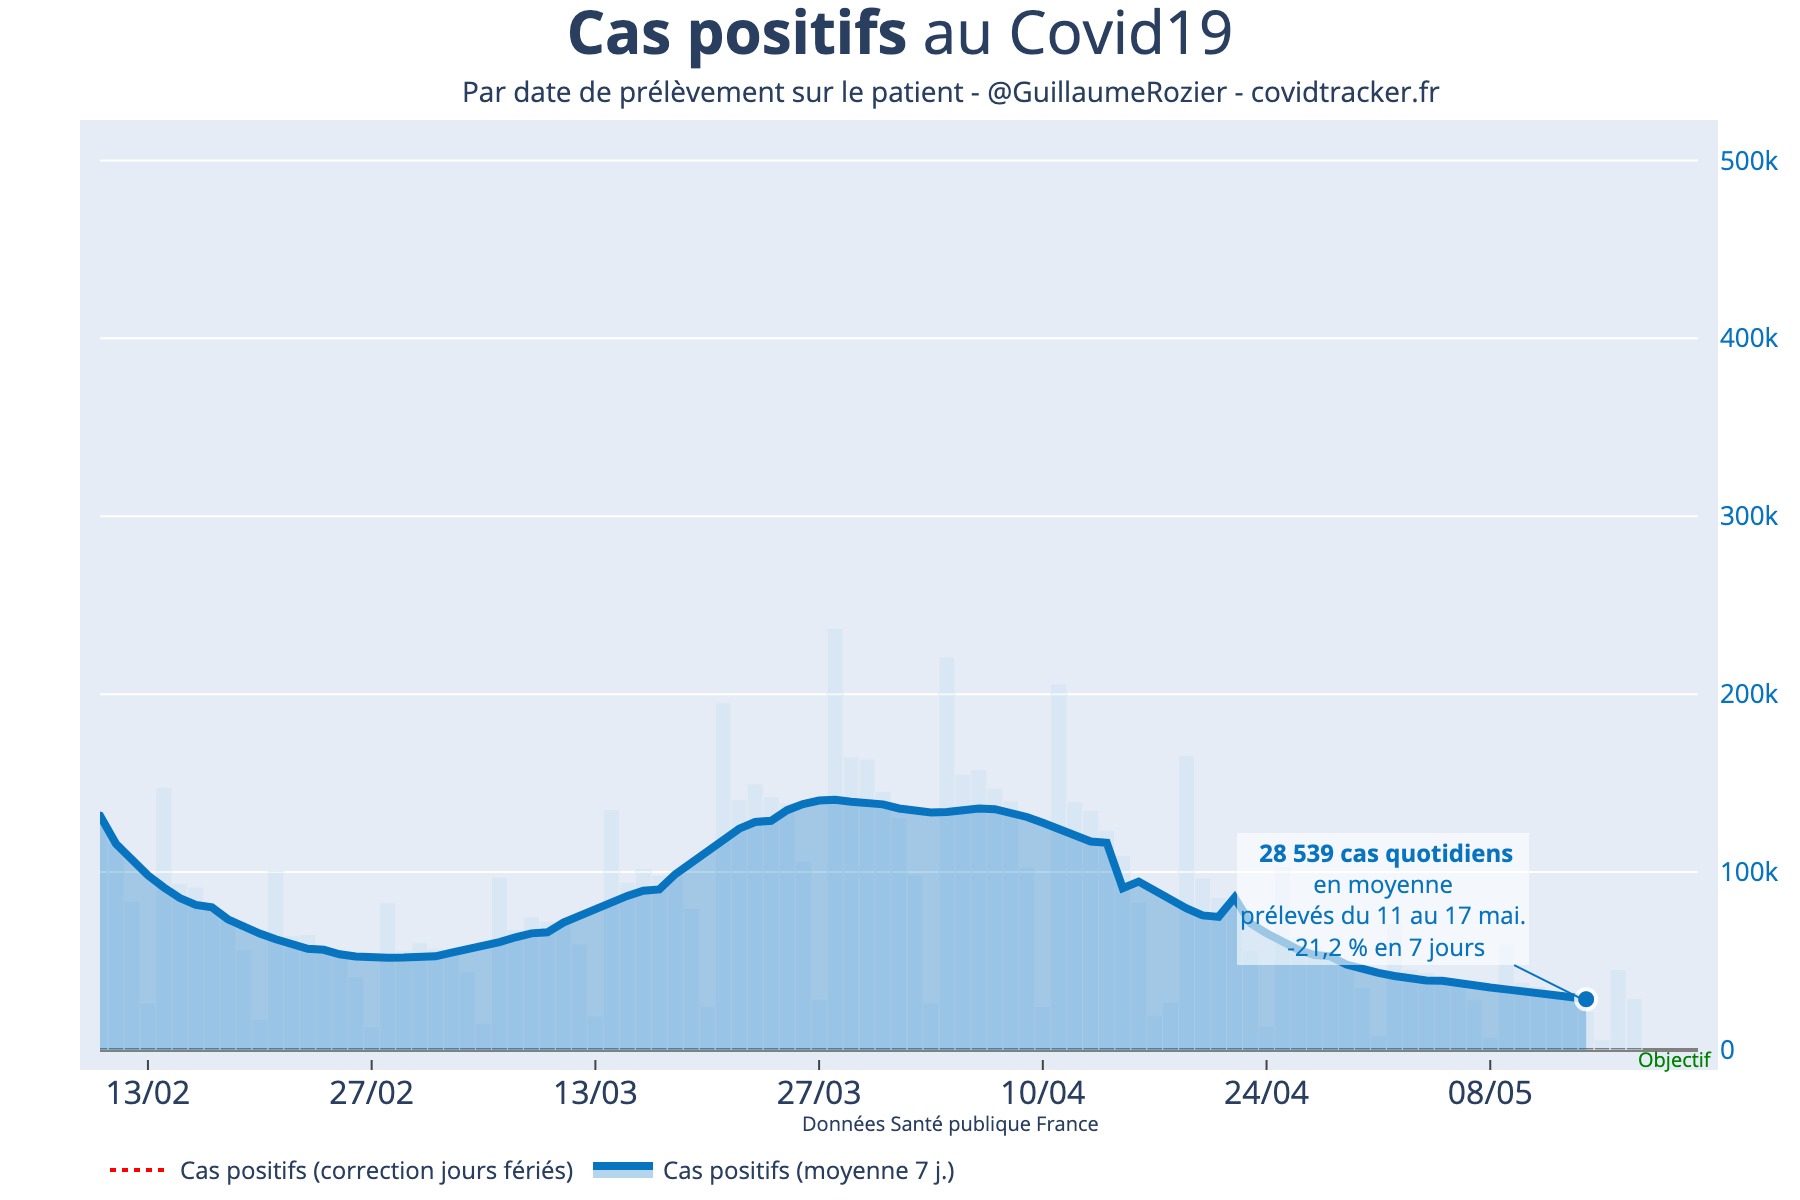 Cas positifs au Covid19
Par date de prélèvement sur le patient - @GuillaumeRozier - covidtracker.fr
500k
400k
300k
200k
100k
0
28 539 cas quotidiens
en moyenne
prélevés du 11 au 17 mai.
-21,2 % en 7 jours
Objectif
13/02
27/02
13/03
27/03
10/04
24/04
08/05
Données Santé publique France
Cas positifs (correction jours fériés)
Cas positifs (moyenne 7 j.)